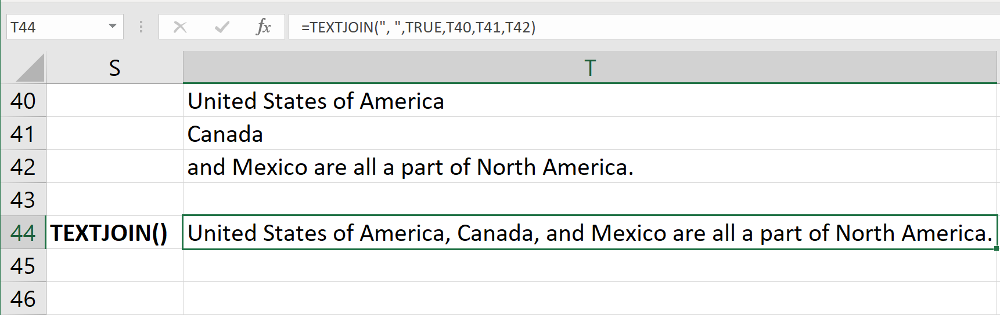 T44 fx =TEXTJOIN(", ",TRUE,T40,T41,T42)
S T
40 United States of America
41 Canada
42 and Mexico are all a part of North America.
43
44 TEXTJOIN() United States of America, Canada, and Mexico are all a part of North America.
45
46